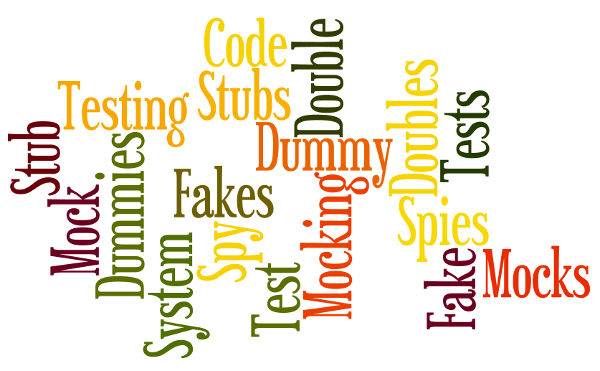 Code
Double
Stubs
Testing
Doubles
Tests
Stub
Dummy
Dummies
Mock
Fakes
Mocking
Spies
Spy
System
Test
Fake
Mocks